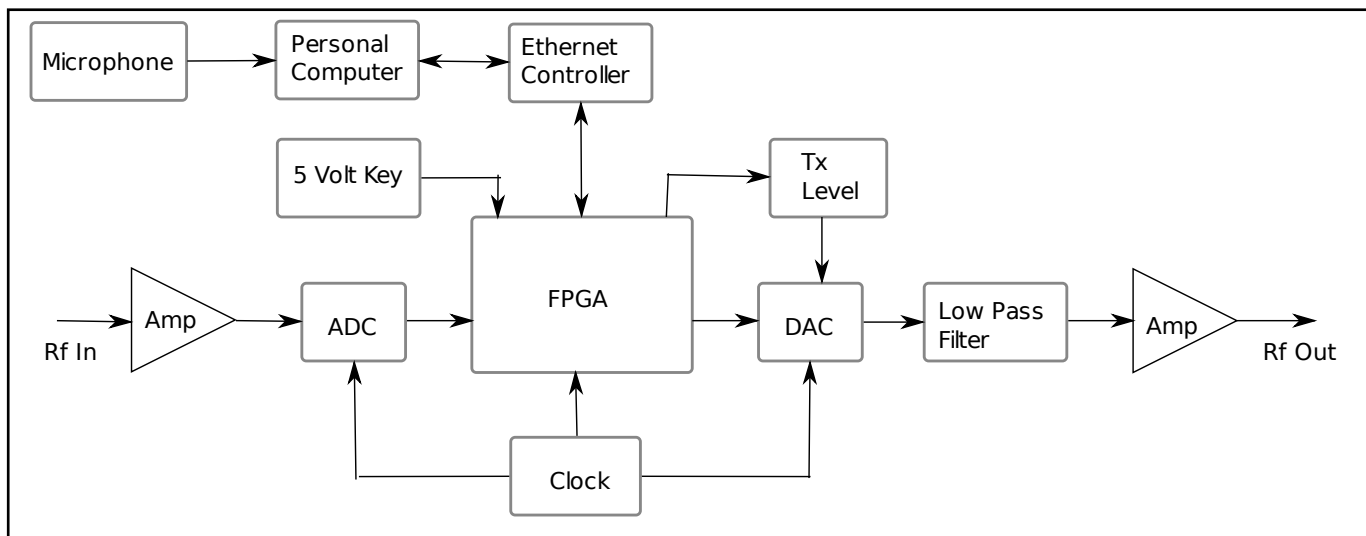 Microphone
Personal
Computer
Ethernet
Controller
5 Volt Key
Tx
Level
FPGA
Amp
Rf In
ADC
DAC
Low Pass
Filter
Amp
Rf Out
Clock